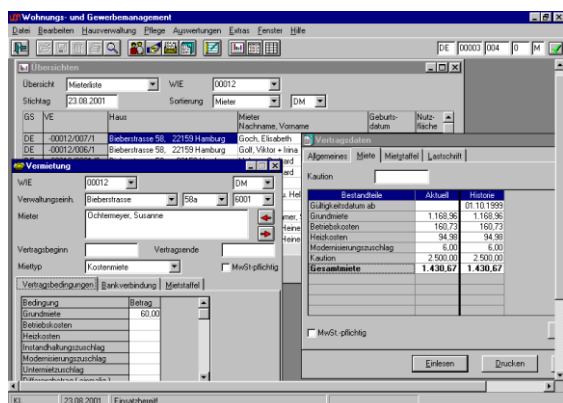 Wohnungs- und Gewerbemanagement
Datei Bearbeiten Hausverwaltung Pflege Auswertungen Extras Fenster Hilfe
DE 00003 004 0 M
Übersichten
Übersicht Mieterliste WIE 00012
Stichtag 23.08.2001 Sortierung Mieter DM
GS VE Haus Mieter Geburts- Nutz-
Nachname, Vorname datum fläche
DE -00012/007/1 Bieberstrasse 58, 22159 Hamburg Goch, Elisabeth
DE -00012/006/1 Bieberstrasse 58, 22159 Hamburg Golf, Viktor + Irina
Vermietung
WIE 00012 DM
Verwaltungseinh. Bieberstrasse 58a 6001
Mieter Ochtermeyer, Susanne
Vertragsbeginn Vertragsende
Miettyp Kostenmiete MwSt-pflichtig
Vertragsbedingungen Bankverbindung Mietstaffel
Bedingung Betrag
Grundmiete 60,00
Betriebskosten
Heizkosten
Instandhaltungszuschlag
Modernisierungszuschlag
Untermietzuschlag
Vertragsdaten
Allgemeines Miete Mietstaffel Lastschrift
Kaution
Bestandteile Aktuell Historie
Gültigkeitsdatum ab 01.10.1999
Grundmiete 1.168,96 1.168,96
Betriebskosten 160,73 160,73
Heizkosten 94,98 94,98
Modernisierungszuschlag 6,00 6,00
Kaution 2.500,00 2.500,00
Gesamtmiete 1.430,67 1.430,67
MwSt.-pflichtig
Einlesen Drucken
KL 23.08.2001 Einsatzbereit!